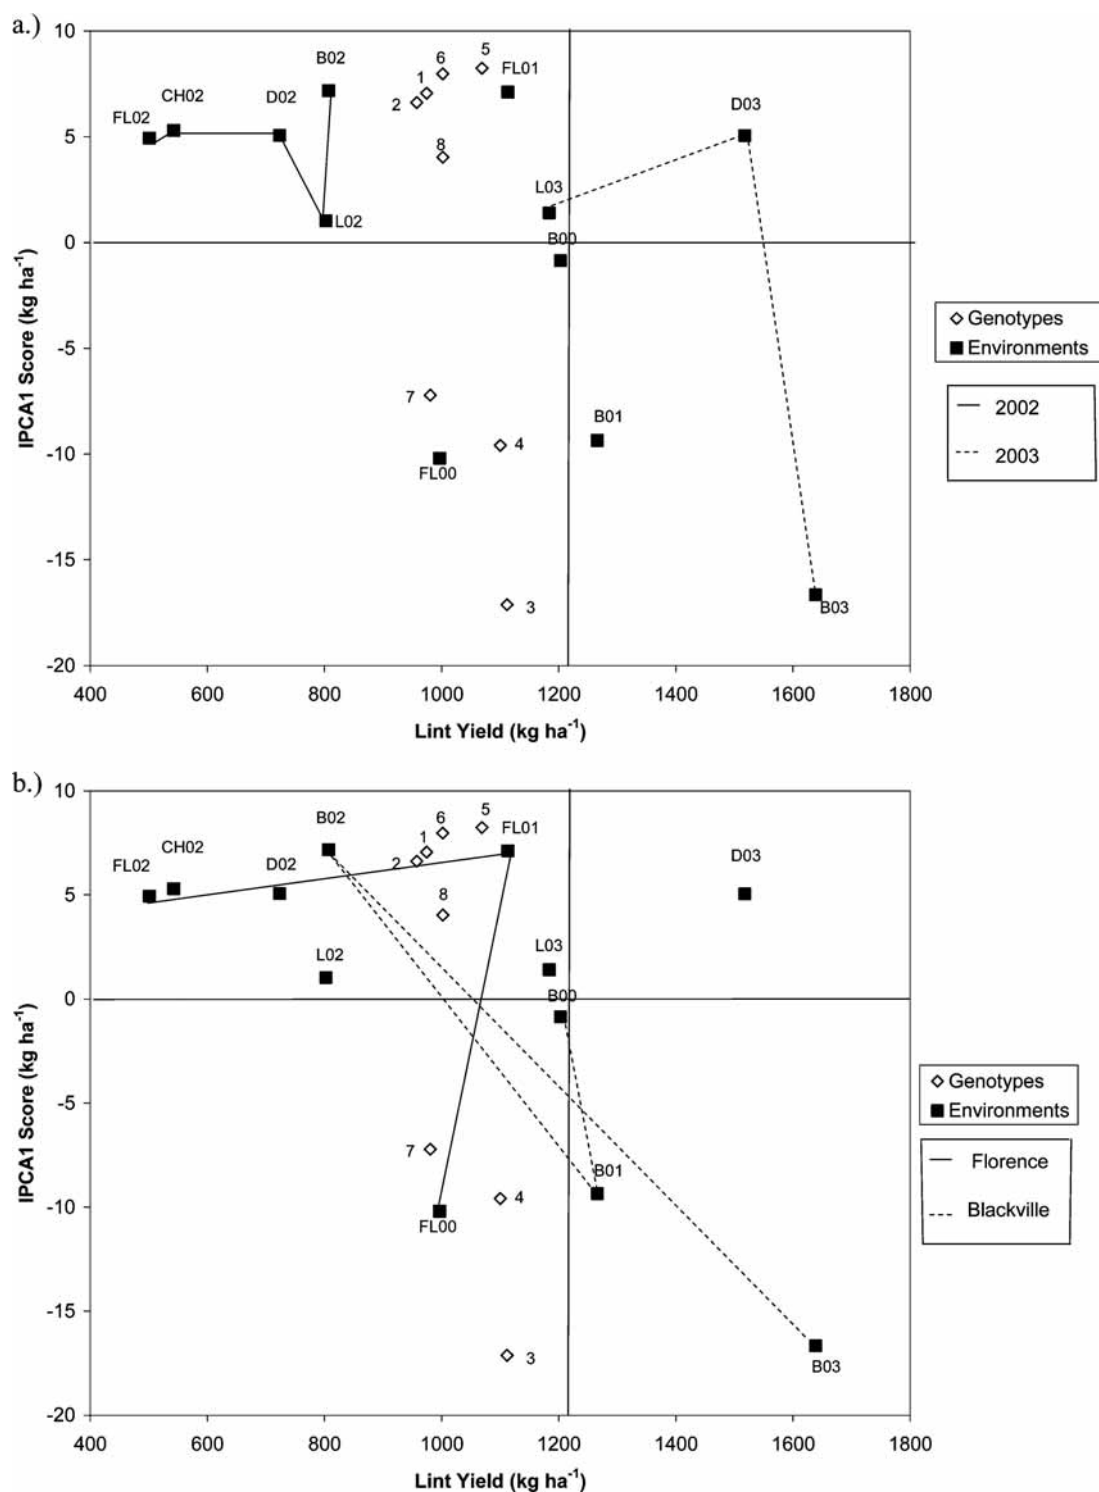 a.)
10
5
0
-5
-10
-15
-20
IPCA1 Score (kg ha⁻¹)
FL02
CH02
D02
B02
L02
2
1
6
5
8
FL01
L03
B00
D03
7
4
FL00
3
B01
B03
400 600 800 1000 1200 1400 1600 1800
Lint Yield (kg ha⁻¹)
Genotypes
Environments
2002
2003
b.)
10
5
0
-5
-10
-15
-20
IPCA1 Score (kg ha⁻¹)
FL02
CH02
D02
B02
L02
2
1
6
5
8
FL01
L03
B00
D03
7
4
FL00
3
B01
B03
400 600 800 1000 1200 1400 1600 1800
Lint Yield (kg ha⁻¹)
Genotypes
Environments
Florence
Blackville